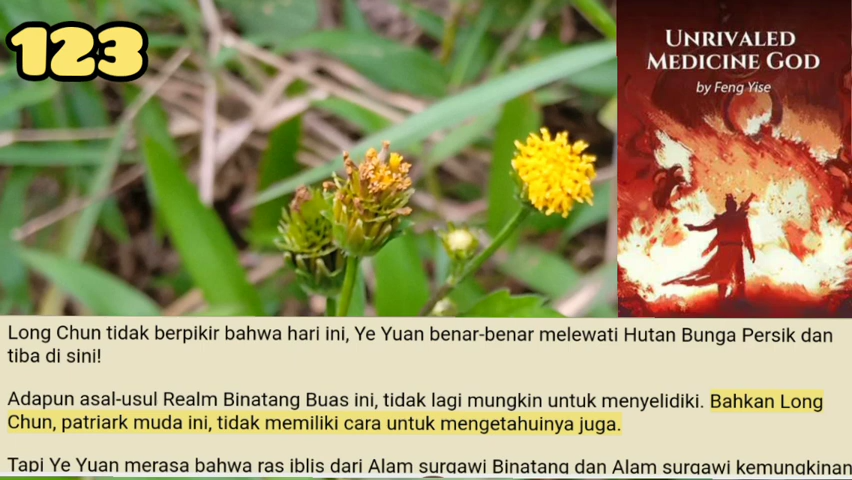 123
UNRIVALED
MEDICINE GOD
by Feng Yise
Long Chun tidak berpikir bahwa hari ini, Ye Yuan benar-benar melewati Hutan Bunga Persik dan
tiba di sini!
Adapun asal-usul Realm Binatang Buas ini, tidak lagi mungkin untuk menyelidiki. Bahkan Long
Chun, patriark muda ini, tidak memiliki cara untuk mengetahuinya juga.
Tapi Ye Yuan merasa bahwa ras iblis dari Alam surgawi Binatang dan Alam surgawi kemungkinan